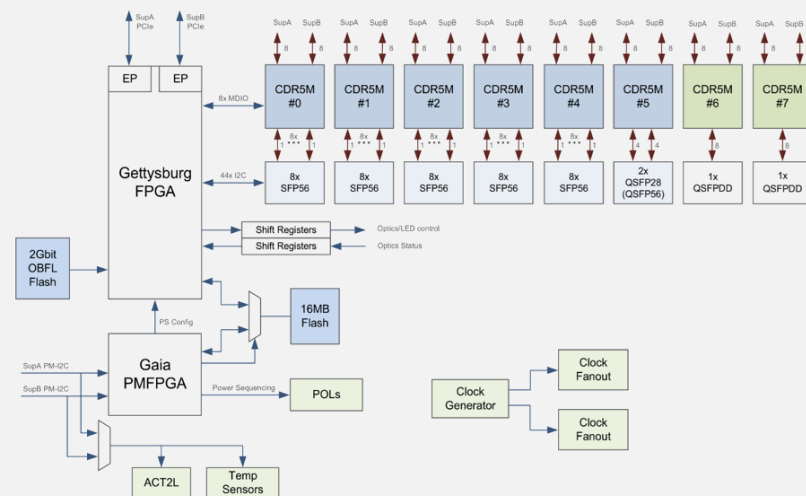 SupA
PCIe
SupB
PCIe
SupA SupB
SupA SupB
SupA SupB
SupA SupB
SupA SupB
SupA SupB
SupA SupB
SupA SupB
8
8
8
8
8
8
8
8
EP
EP
CDR5M
#0
CDR5M
#1
CDR5M
#2
CDR5M
#3
CDR5M
#4
CDR5M
#5
CDR5M
#6
CDR5M
#7
8x MDIO
8x
1 *** 1
8x
1 *** 1
8x
1 *** 1
8x
1 *** 1
8x
1 *** 1
4 4
8
8
Gettysburg
FPGA
44x I2C
8x
SFP56
8x
SFP56
8x
SFP56
8x
SFP56
8x
SFP56
2x
QSFP28
(QSFP56)
1x
QSFPDD
1x
QSFPDD
Shift Registers
Optics/LED control
Shift Registers
Optics Status
2Gbit
OBFL
Flash
16MB
Flash
PS Config
Gaia
PMFPGA
SupA PM-I2C
SupB PM-I2C
Power Sequencing
POLs
Clock
Generator
Clock
Fanout
Clock
Fanout
ACT2L
Temp
Sensors